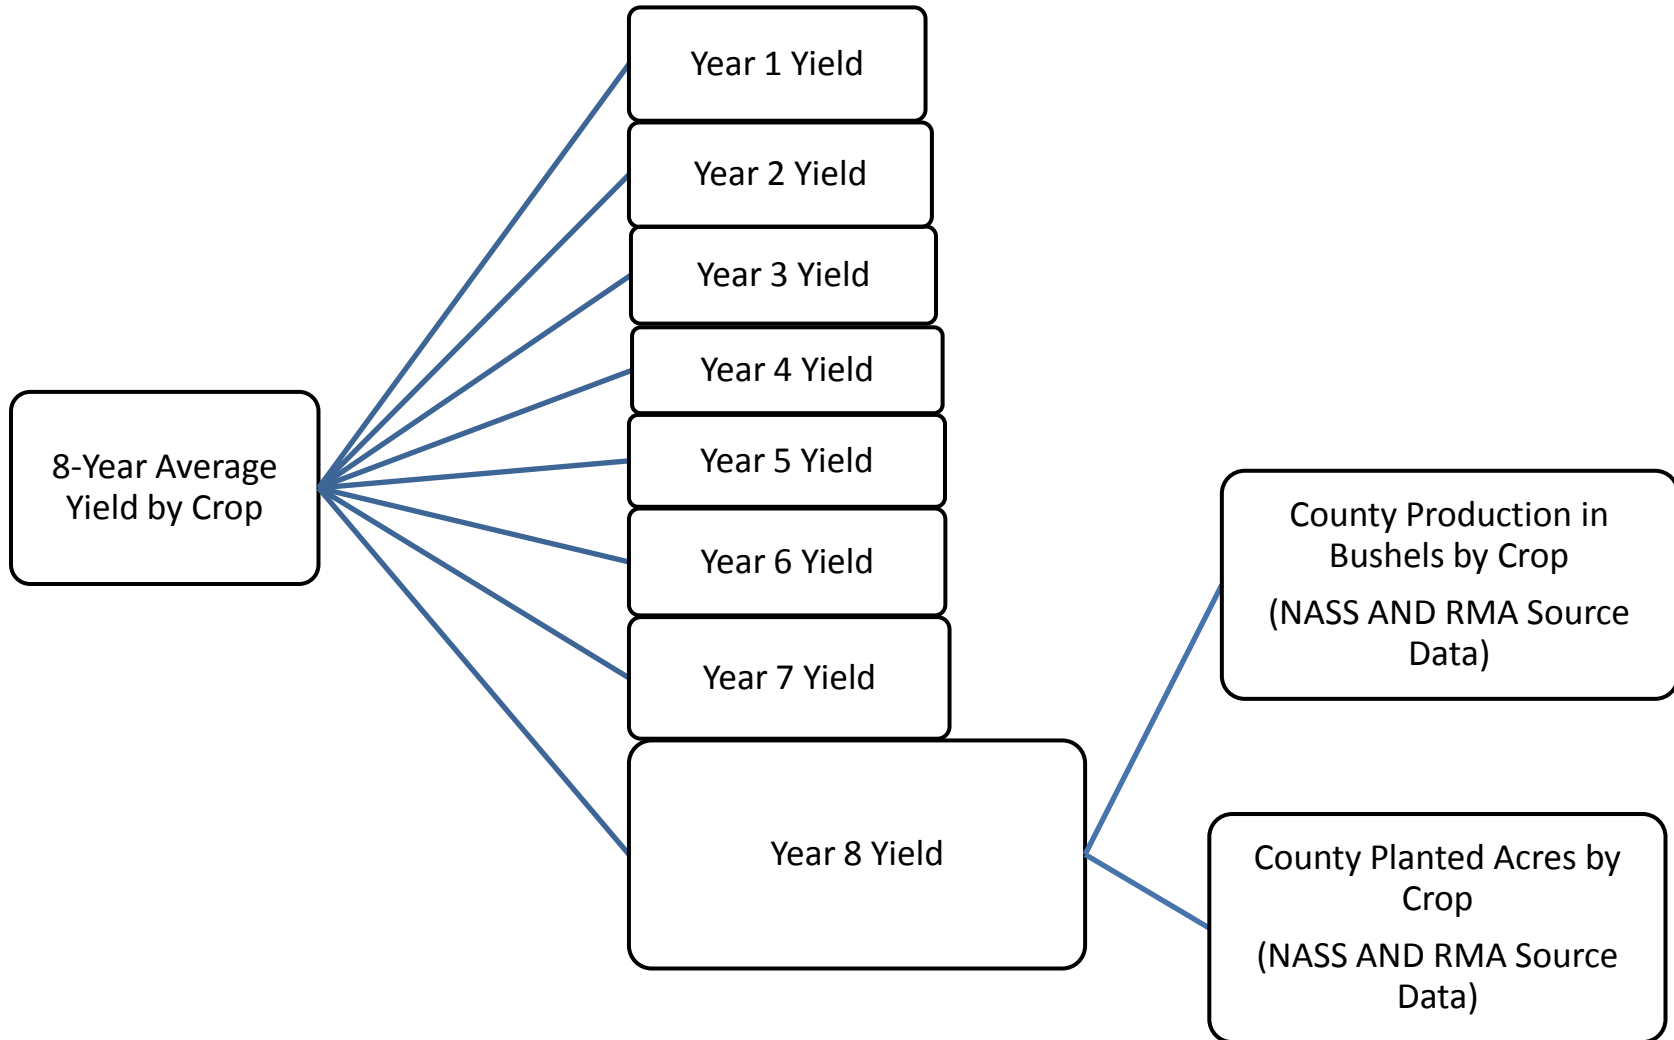 Year 1 Yield
Year 2 Yield
Year 3 Yield
Year 4 Yield
8-Year Average
Yield by Crop
Year 5 Yield
Year 6 Yield
Year 7 Yield
Year 8 Yield
County Production in
Bushels by Crop
(NASS AND RMA Source
Data)
County Planted Acres by
Crop
(NASS AND RMA Source
Data)